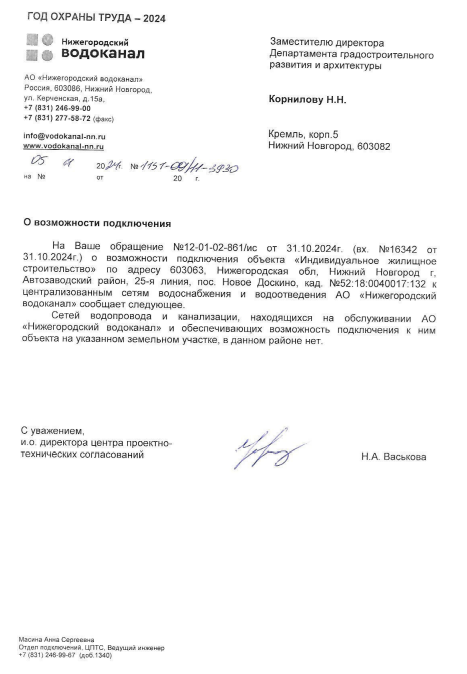 ГОД ОХРАНЫ ТРУДА – 2024
Нижегородский
ВОДОКАНАЛ
АО «Нижегородский водоканал»
Россия, 603086, Нижний Новгород,
ул. Керченская, д.15а,
+7 (831) 246-99-00
+7 (831) 277-58-72 (факс)
info@vodokanal-nn.ru
www.vodokanal-nn.ru
05 11 2024г. №
на № от 20 г.
Заместителю директора
Департамента градостроительного
развития и архитектуры
Корнилову Н.Н.
Кремль, корп.5
Нижний Новгород, 603082
О возможности подключения
На Ваше обращение №12-01-02-861/ис от 31.10.2024г. (вх. №16342 от
31.10.2024г.) о возможности подключения объекта «Индивидуальное жилищное
строительство» по адресу 603063, Нижегородская обл, Нижний Новгород г,
Автозаводский район, 25-я линия, пос. Новое Доскино, кад. №52:18:0040017:132 к
централизованным сетям водоснабжения и водоотведения АО «Нижегородский
водоканал» сообщает следующее.
Сетей водопровода и канализации, находящихся на обслуживании АО
«Нижегородский водоканал» и обеспечивающих возможность подключения к ним
объекта на указанном земельном участке, в данном районе нет.
С уважением,
и.о. директора центра проектно-
технических согласований
Н.А. Васькова
Масина Анна Сергеевна
Отдел подключений, ЦПТС, Ведущий инженер
+7 (831) 246-99-67 (доб.1340)